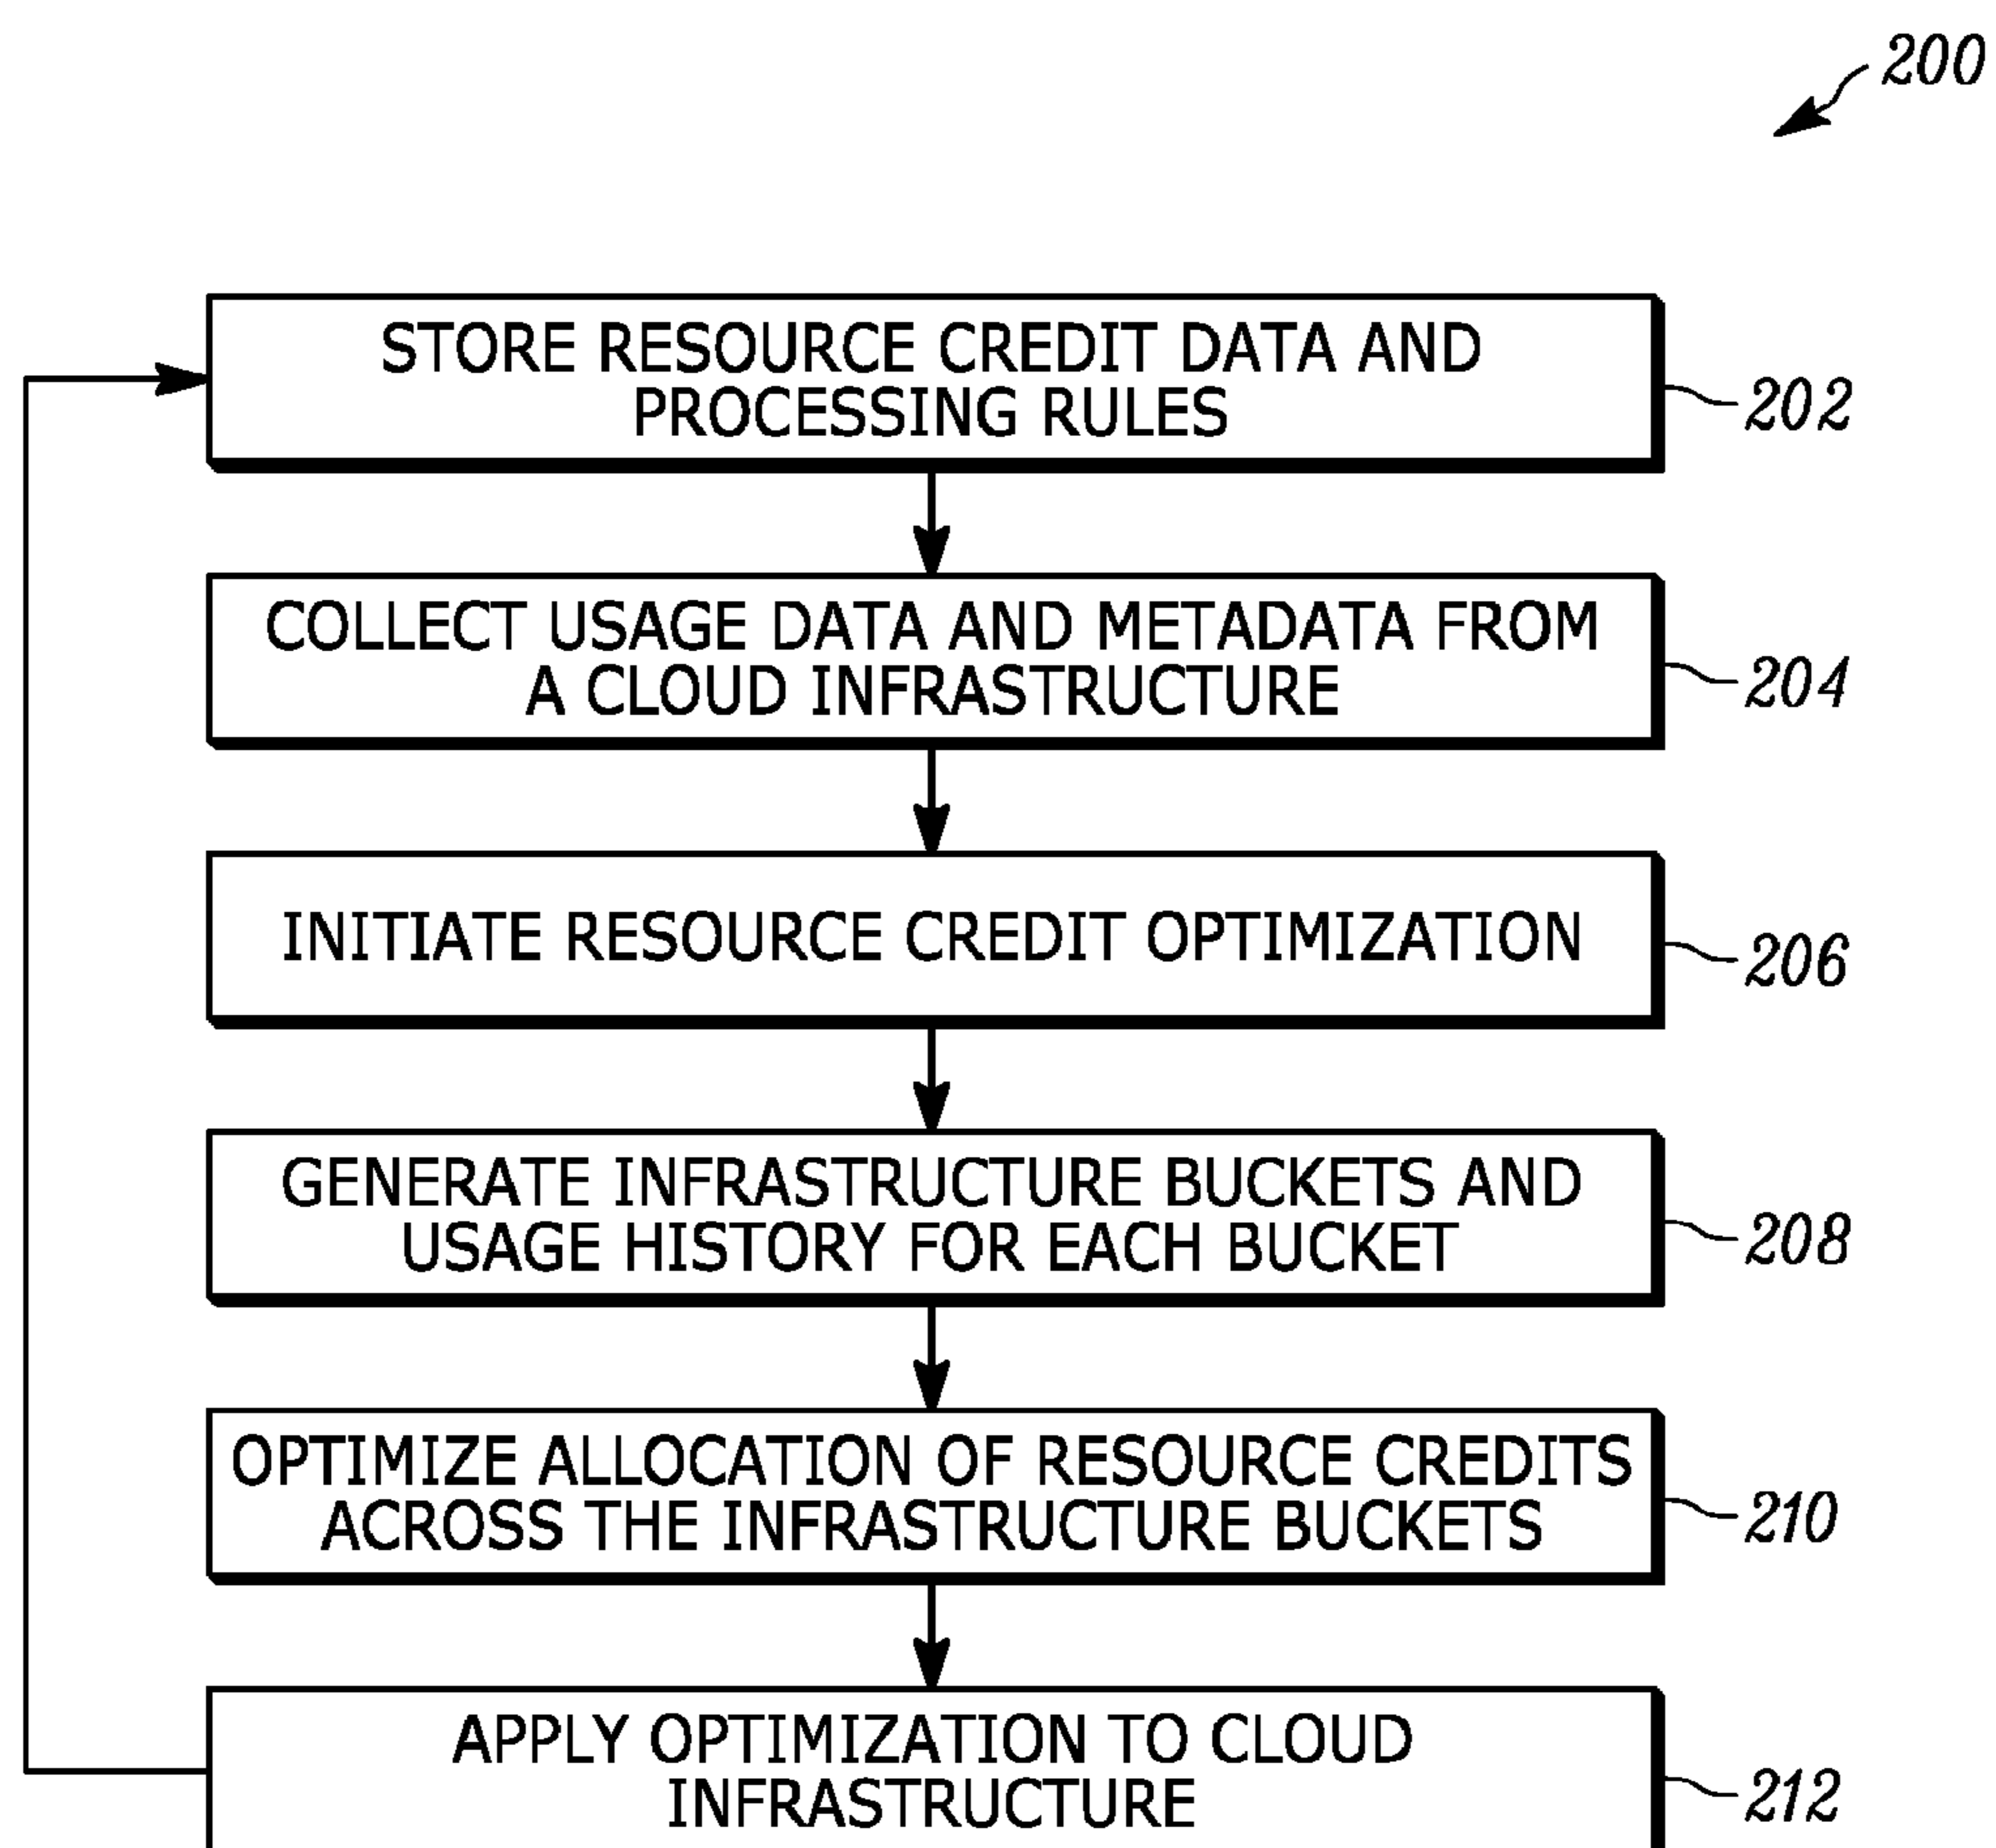 200
STORE RESOURCE CREDIT DATA AND
PROCESSING RULES
202
COLLECT USAGE DATA AND METADATA FROM
A CLOUD INFRASTRUCTURE
204
INITIATE RESOURCE CREDIT OPTIMIZATION
206
GENERATE INFRASTRUCTURE BUCKETS AND
USAGE HISTORY FOR EACH BUCKET
208
OPTIMIZE ALLOCATION OF RESOURCE CREDITS
ACROSS THE INFRASTRUCTURE BUCKETS
210
APPLY OPTIMIZATION TO CLOUD
INFRASTRUCTURE
212